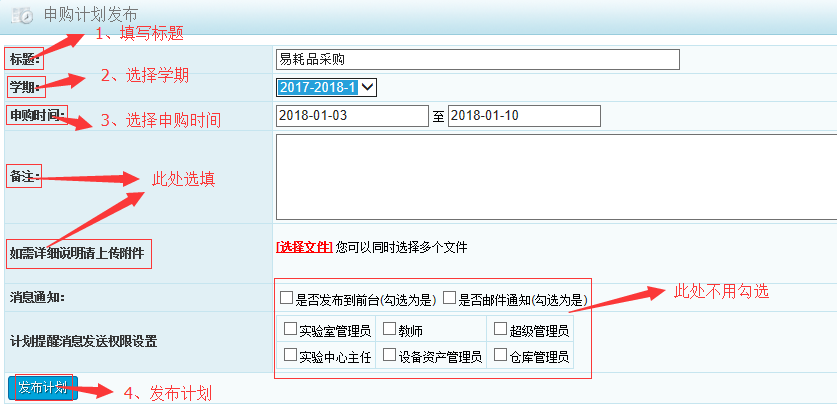 申购计划发布
1、填写标题
标题：
易耗品采购
学期：
2、选择学期
2017-2018-1
申购时间：
3、选择申购时间
2018-01-03 至 2018-01-10
备注：
此处选填
如需详细说明请上传附件
[选择文件] 您可以同时选择多个文件
此处不用勾选
消息通知：
是否发布到前台(勾选为是) 是否邮件通知(勾选为是)
计划提醒消息发送权限设置
实验室管理员 教师 超级管理员
实验中心主任 设备资产管理员 仓库管理员
发布计划
4、发布计划